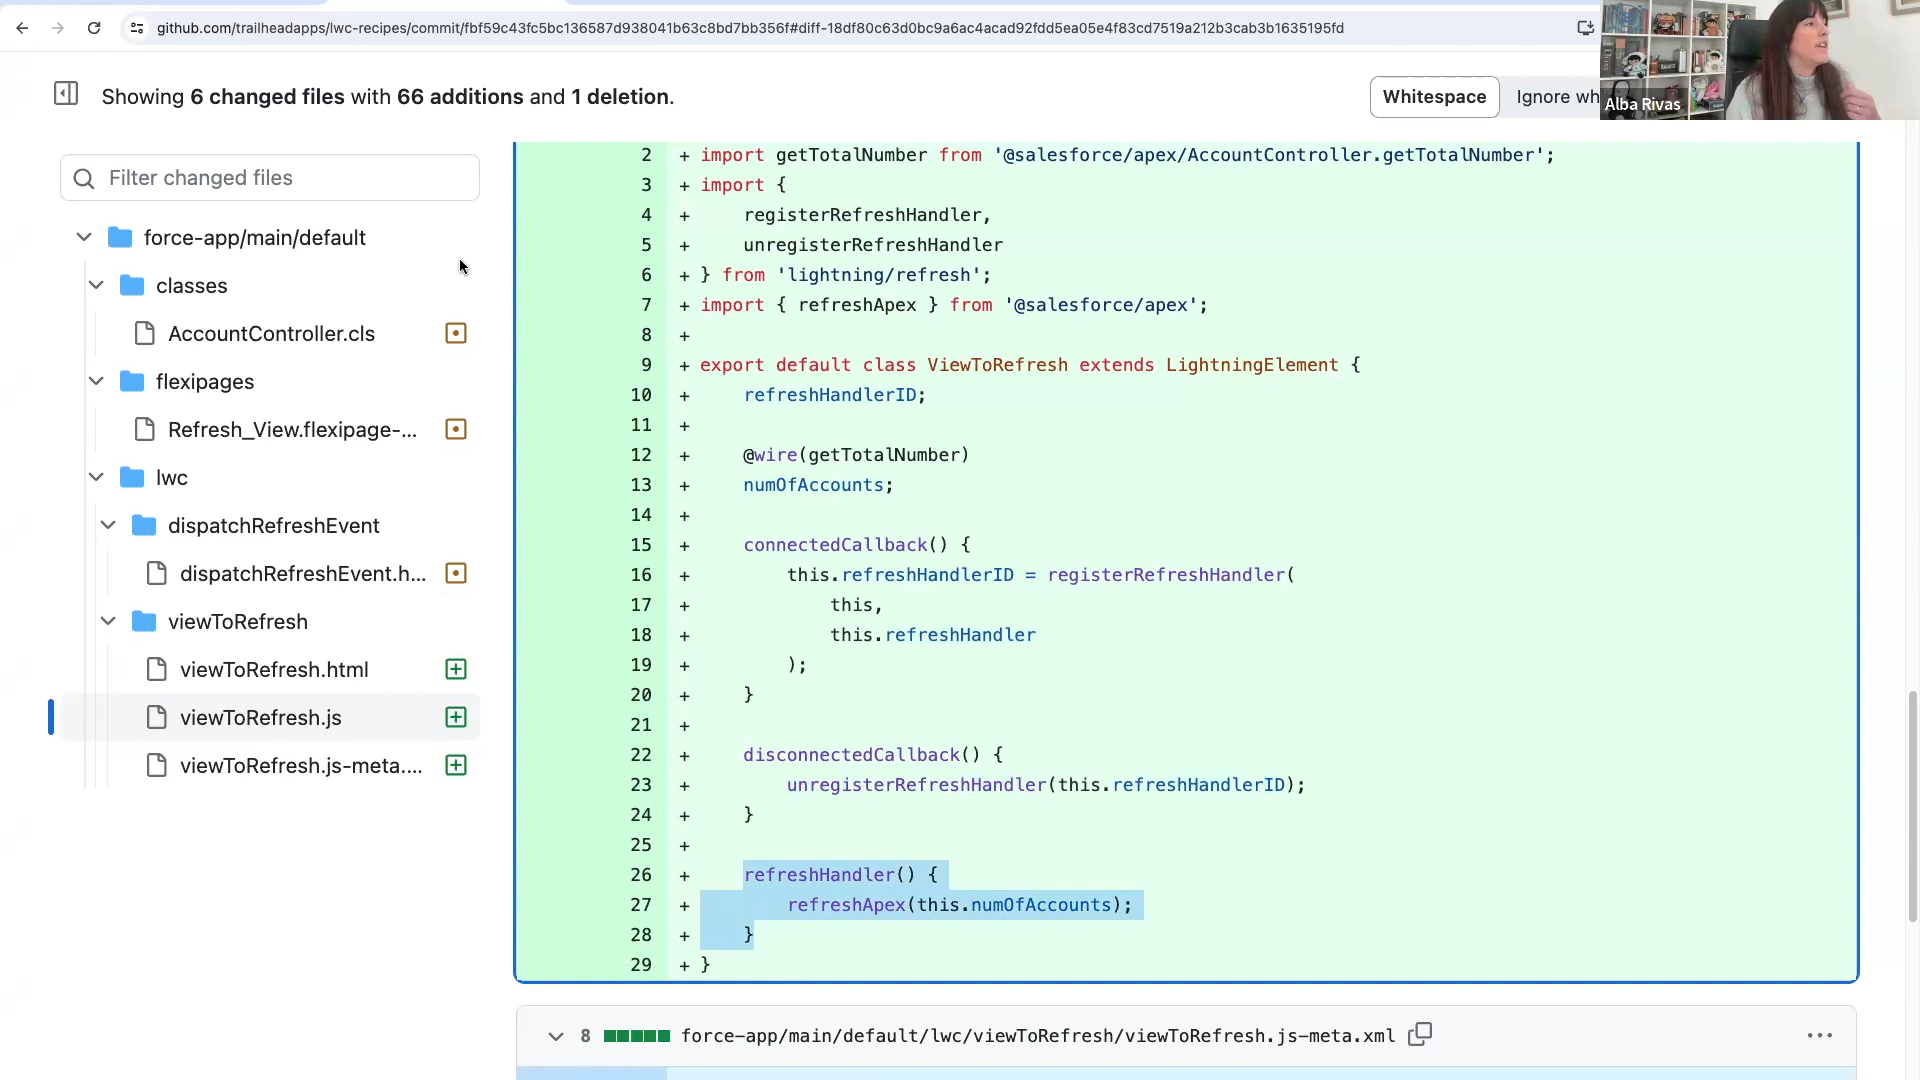 github.com/trailheadapps/lwc-recipes/commit/fbf59c43fc5bc136587d938041b63c8bd7bb356f#diff-18df80c63d0bc9a6ac4acad92fdd5ea05e4f83cd7519a212b3cab3b1635195fd
Showing 6 changed files with 66 additions and 1 deletion.
Whitespace
Ignore wh
Alba Rivas
Filter changed files
force-app/main/default
classes
AccountController.cls
flexipages
Refresh_View.flexipage-...
lwc
dispatchRefreshEvent
dispatchRefreshEvent.h...
viewToRefresh
viewToRefresh.html
viewToRefresh.js
viewToRefresh.js-meta....
2 + import getTotalNumber from '@salesforce/apex/AccountController.getTotalNumber';
3 + import {
4 + registerRefreshHandler,
5 + unregisterRefreshHandler
6 + } from 'lightning/refresh';
7 + import { refreshApex } from '@salesforce/apex';
8 +
9 + export default class ViewToRefresh extends LightningElement {
10 + refreshHandlerID;
11 +
12 + @wire(getTotalNumber)
13 + numOfAccounts;
14 +
15 + connectedCallback() {
16 + this.refreshHandlerID = registerRefreshHandler(
17 + this,
18 + this.refreshHandler
19 + );
20 + }
21 +
22 + disconnectedCallback() {
23 + unregisterRefreshHandler(this.refreshHandlerID);
24 + }
25 +
26 + refreshHandler() {
27 + refreshApex(this.numOfAccounts);
28 + }
29 + }
8 force-app/main/default/lwc/viewToRefresh/viewToRefresh.js-meta.xml